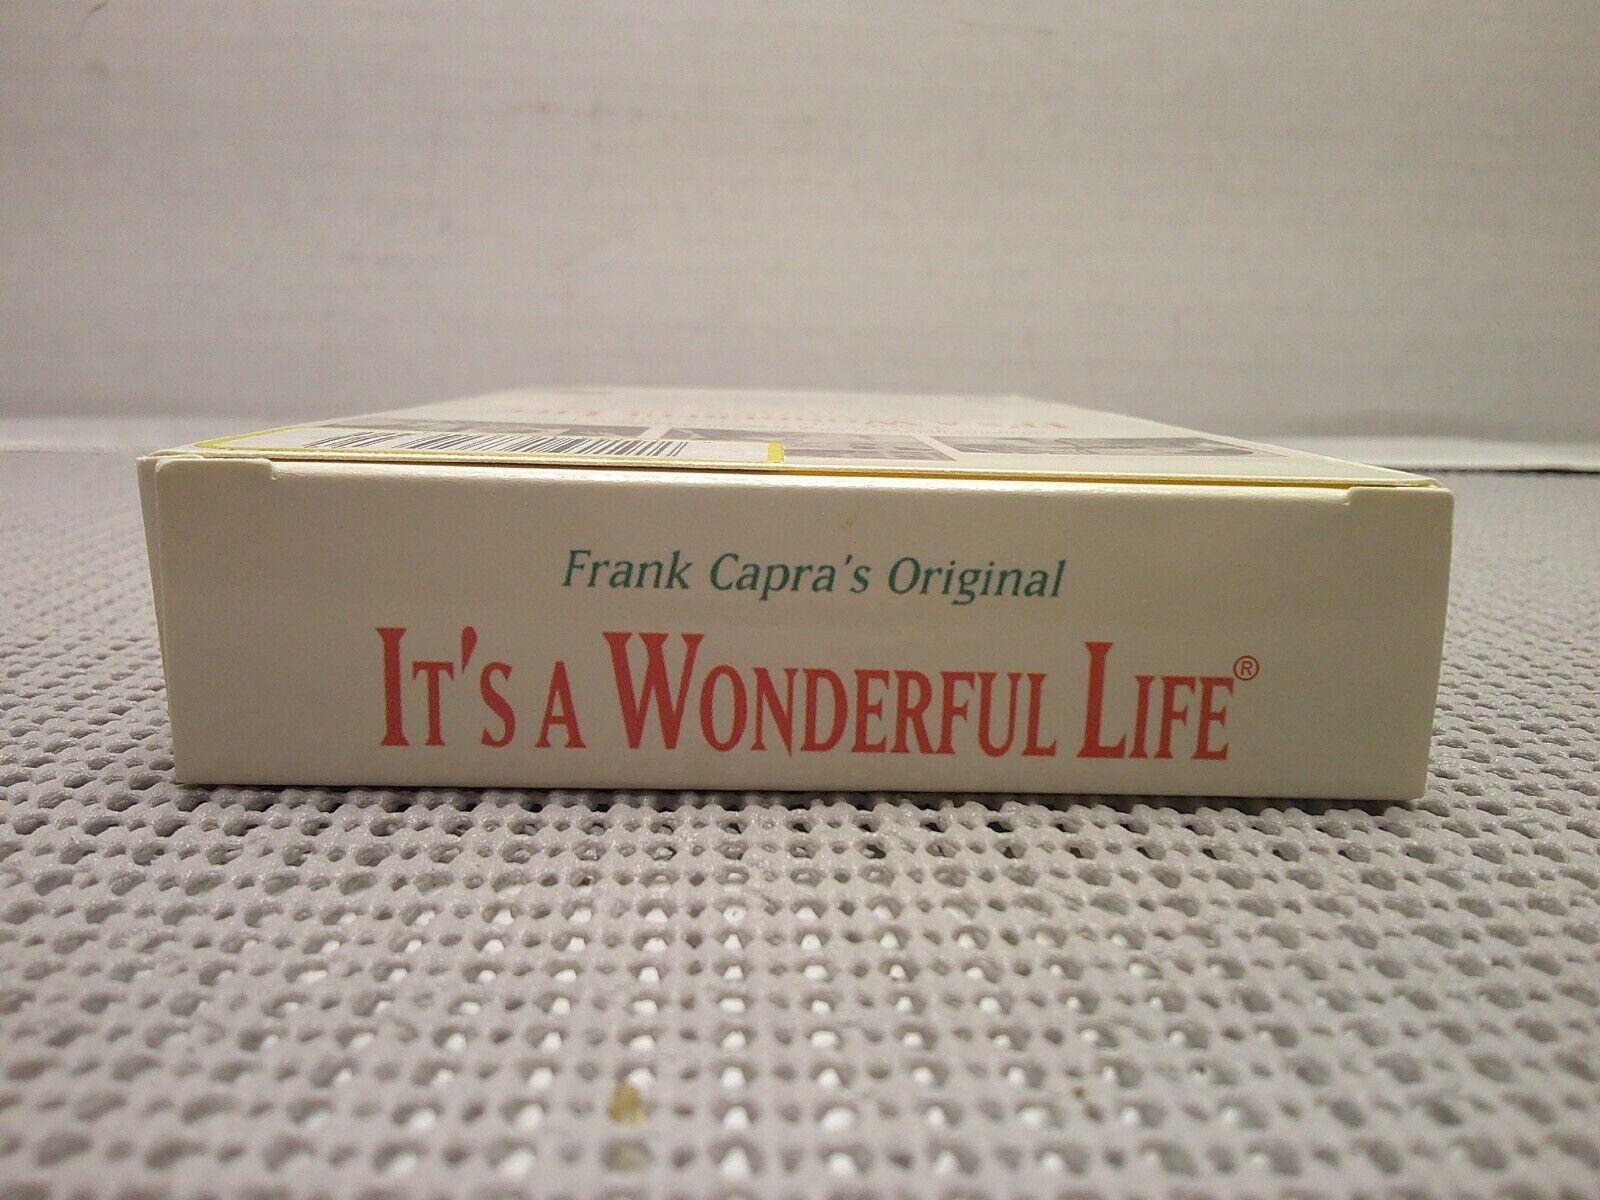 Frank Capra's Original
IT'S A WONDERFUL LIFE®